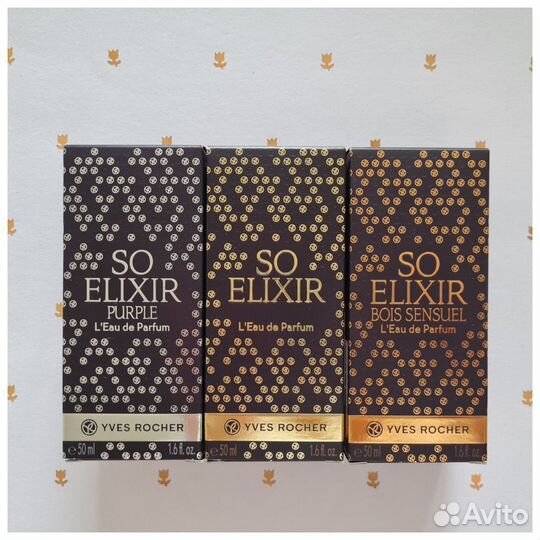 SO
ELIXIR
PURPLE
L'Eau de Parfum
YVES ROCHER
e 50 ml 1.6 fl. oz.
SO
ELIXIR
L'Eau de Parfum
YVES ROCHER
e 50 ml 1.6 fl. oz.
SO
ELIXIR
BOIS SENSUEL
L'Eau de Parfum
YVES ROCHER
e 50 ml 1.6 fl. oz.
Avito